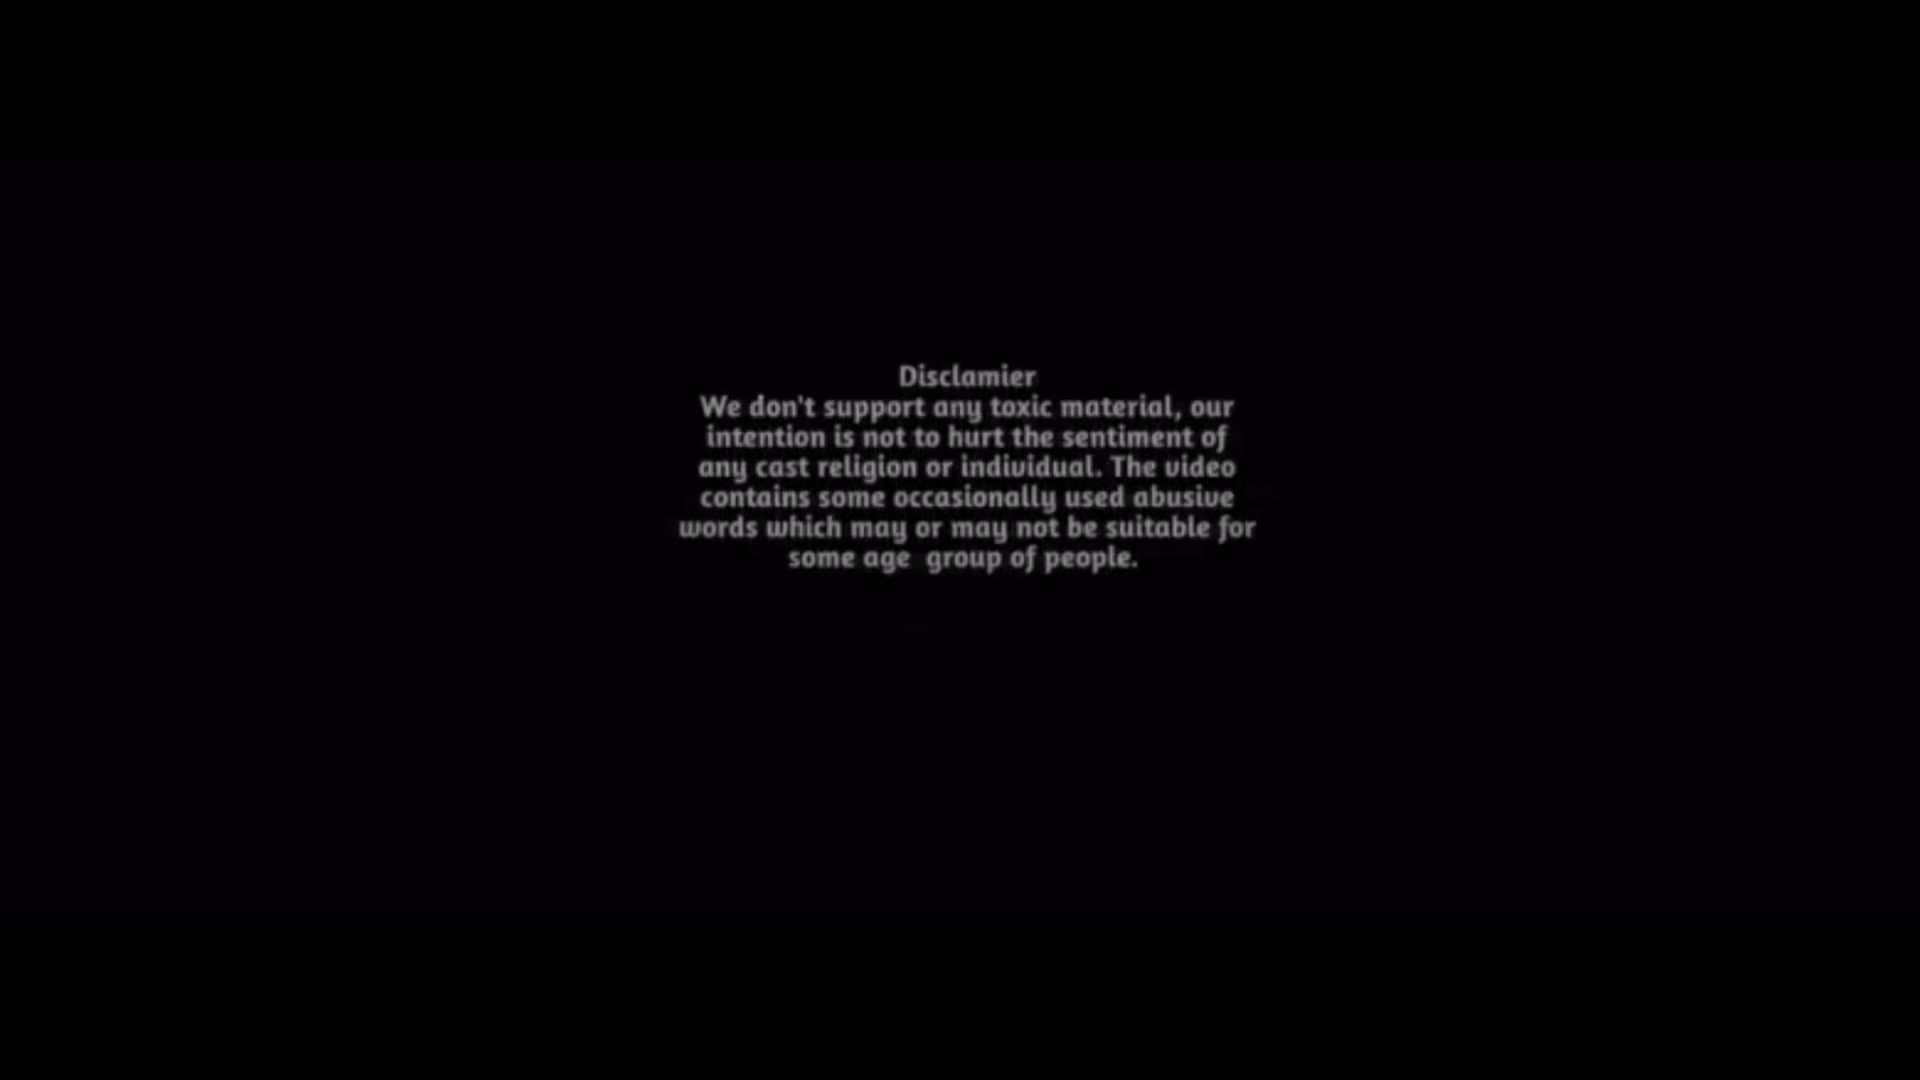 Disclamier
We don't support any toxic material, our
intention is not to hurt the sentiment of
any cast religion or individual. The video
contains some occasionally used abusive
words which may or may not be suitable for
some age  group of people.